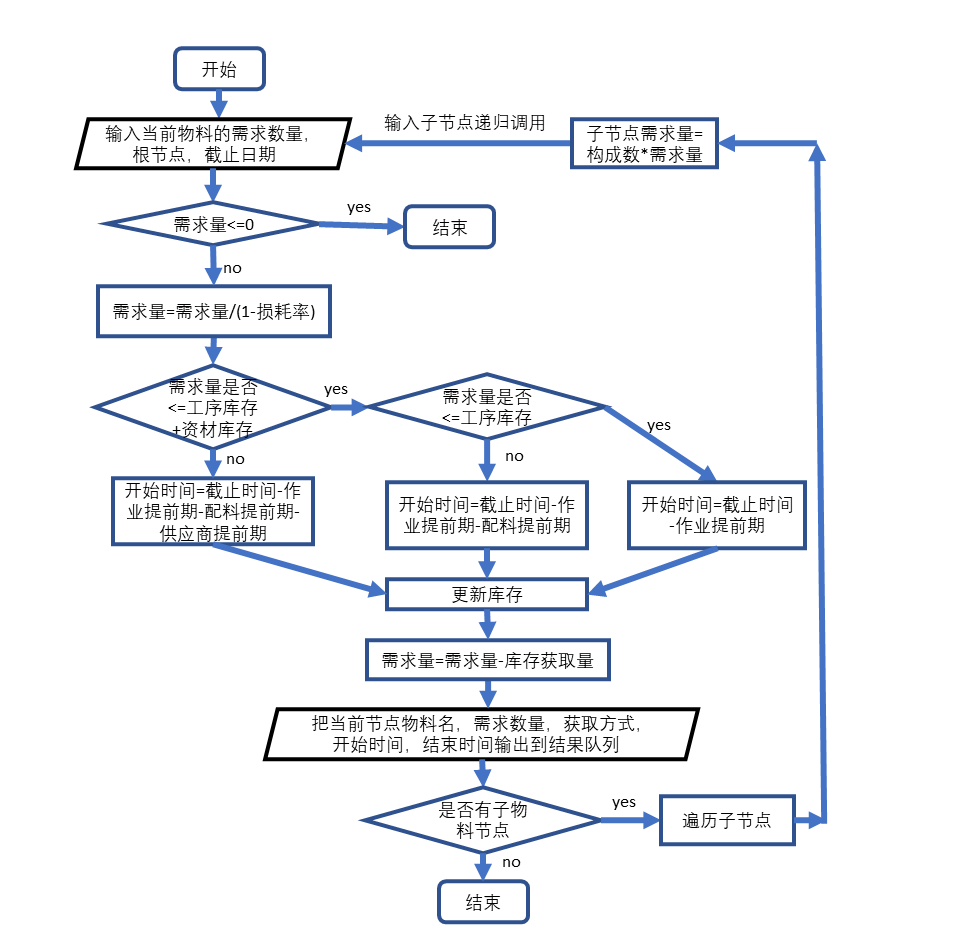 开始
输入当前物料的需求数量，
根节点，截止日期
输入子节点递归调用
子节点需求量=
构成数*需求量
需求量<=0
yes
结束
no
需求量=需求量/(1-损耗率)
需求量是否
<=工序库存
+资材库存
yes
需求量是否
<=工序库存
yes
no
no
开始时间=截止时间-作
业提前期-配料提前期-
供应商提前期
开始时间=截止时间-作
业提前期-配料提前期
开始时间=截止时间
-作业提前期
更新库存
需求量=需求量-库存获取量
把当前节点物料名，需求数量，获取方式，
开始时间，结束时间输出到结果队列
是否有子物
料节点
yes
遍历子节点
no
结束